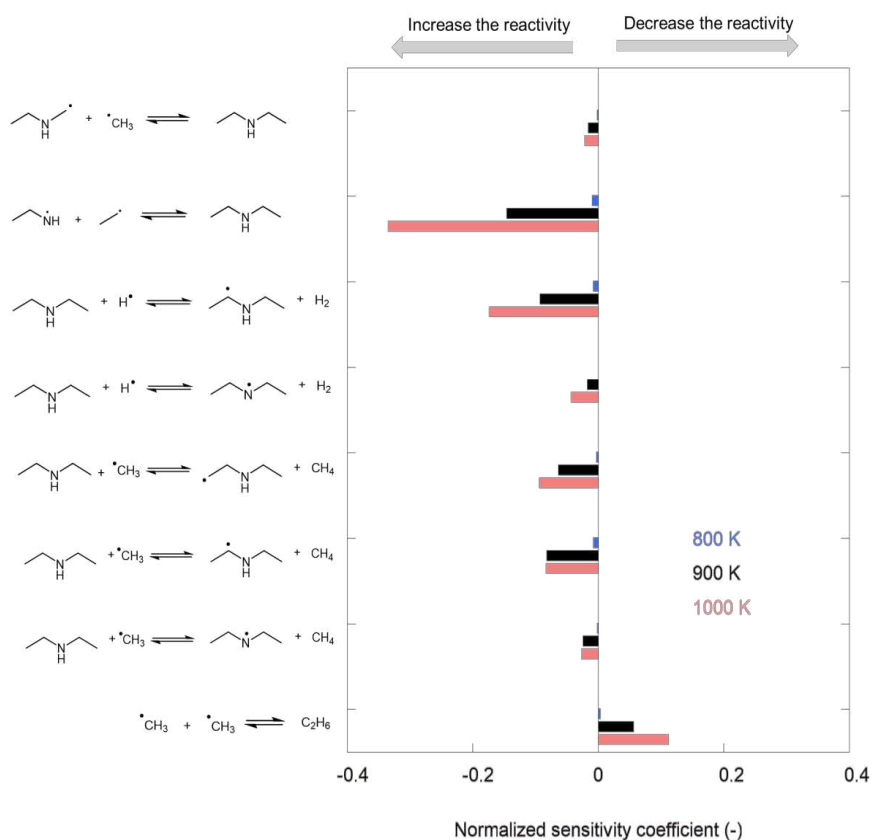 Increase the reactivity Decrease the reactivity
N H + •CH3 ⇌ N H
NH + ⇌ N H
N H + H• ⇌ N H + H2
N H + H• ⇌ N + H2
N H + •CH3 ⇌ N H + CH4
N H + •CH3 ⇌ N H + CH4
N H + •CH3 ⇌ N + CH4
•CH3 + •CH3 ⇌ C2H6
800 K
900 K
1000 K
-0.4 -0.2 0 0.2 0.4
Normalized sensitivity coefficient (-)